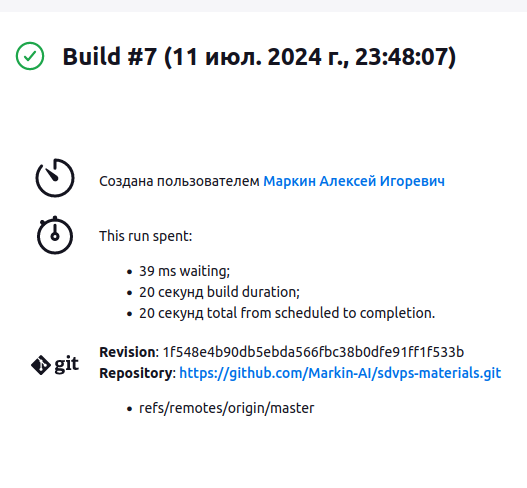 Build #7 (11 июл. 2024 г., 23:48:07)
Создана пользователем Маркин Алексей Игоревич
This run spent:
39 ms waiting;
20 секунд build duration;
20 секунд total from scheduled to completion.
git
Revision: 1f548e4b90db5ebda566fbc38b0dfe91ff1f533b
Repository: https://github.com/Markin-AI/sdvps-materials.git
refs/remotes/origin/master